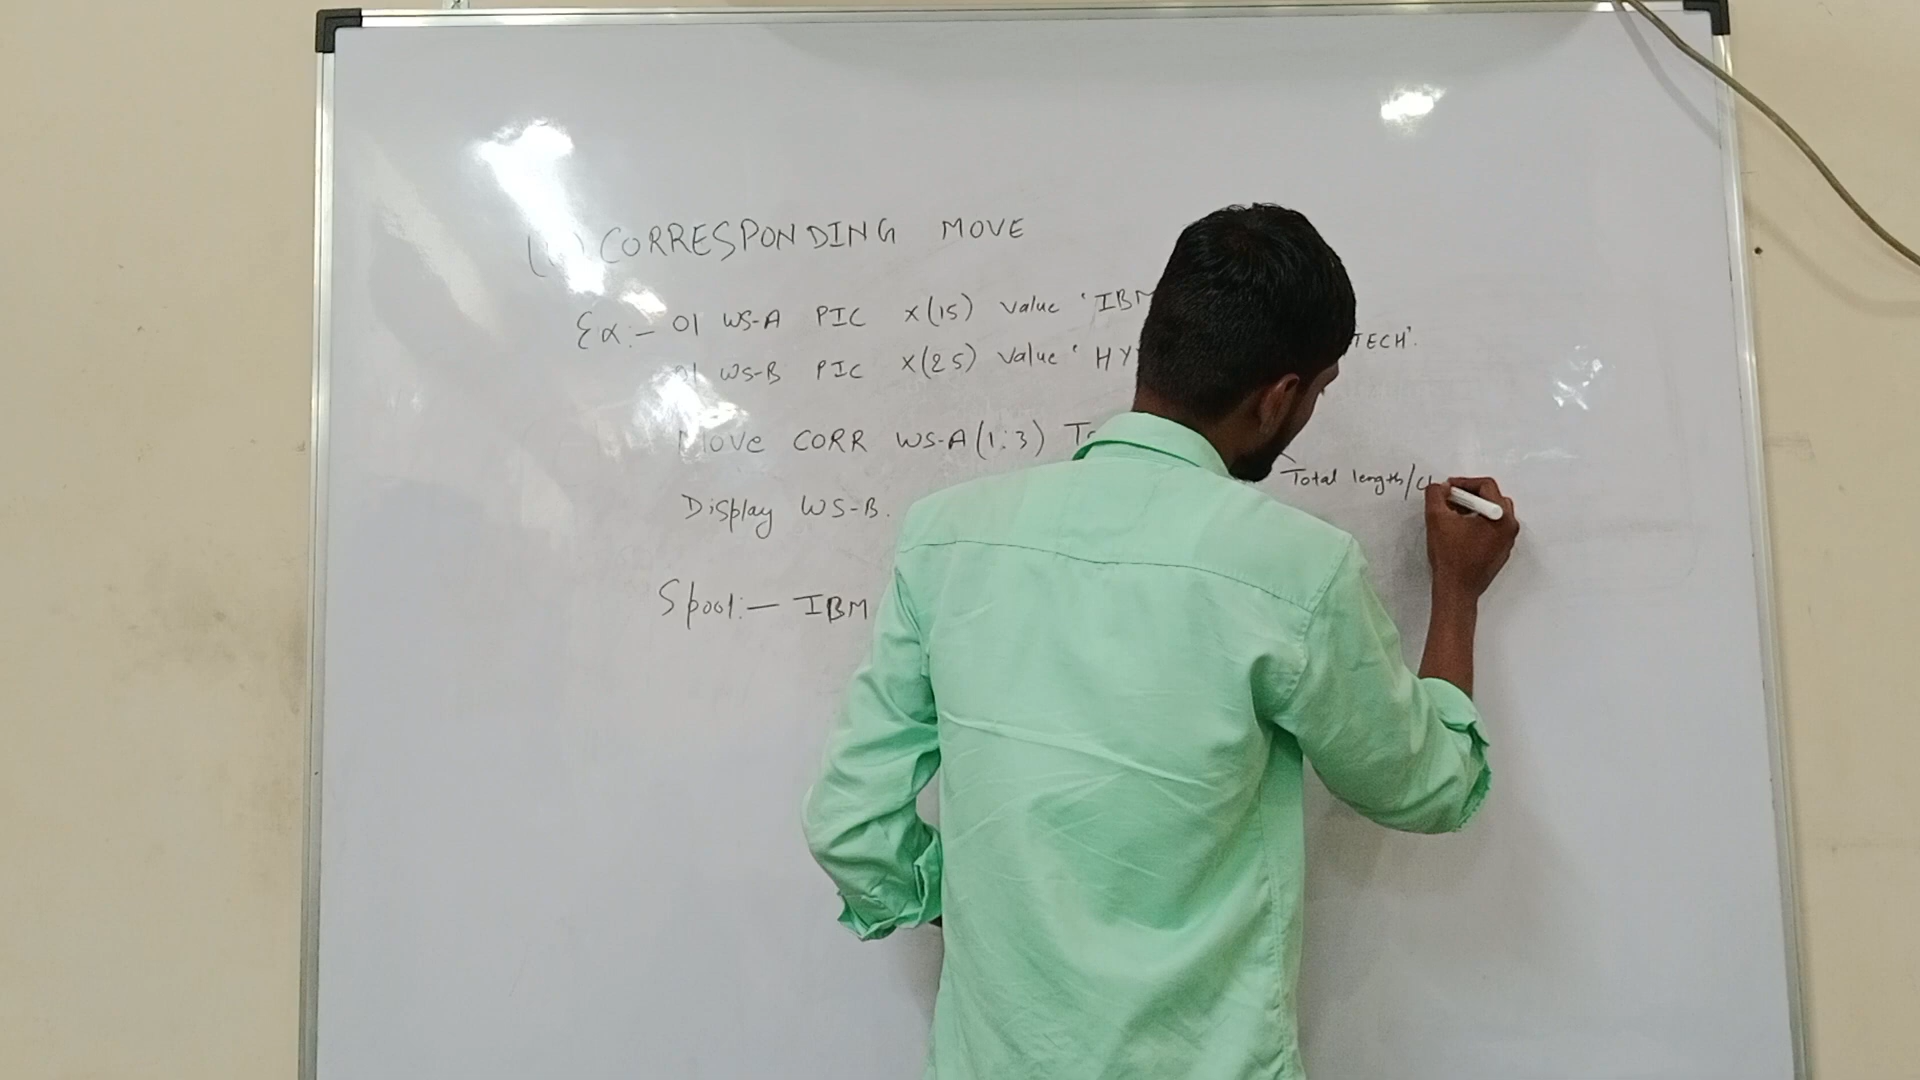 CORRESPONDING MOVE
Ex:- 01 WS-A PIC X(15) Value 'IBM
01 WS-B PIC X(25) Value 'HY TECH'.
MOVE CORR WS-A(1:3) To
Total length/
Display WS-B.
Spool:- IBM